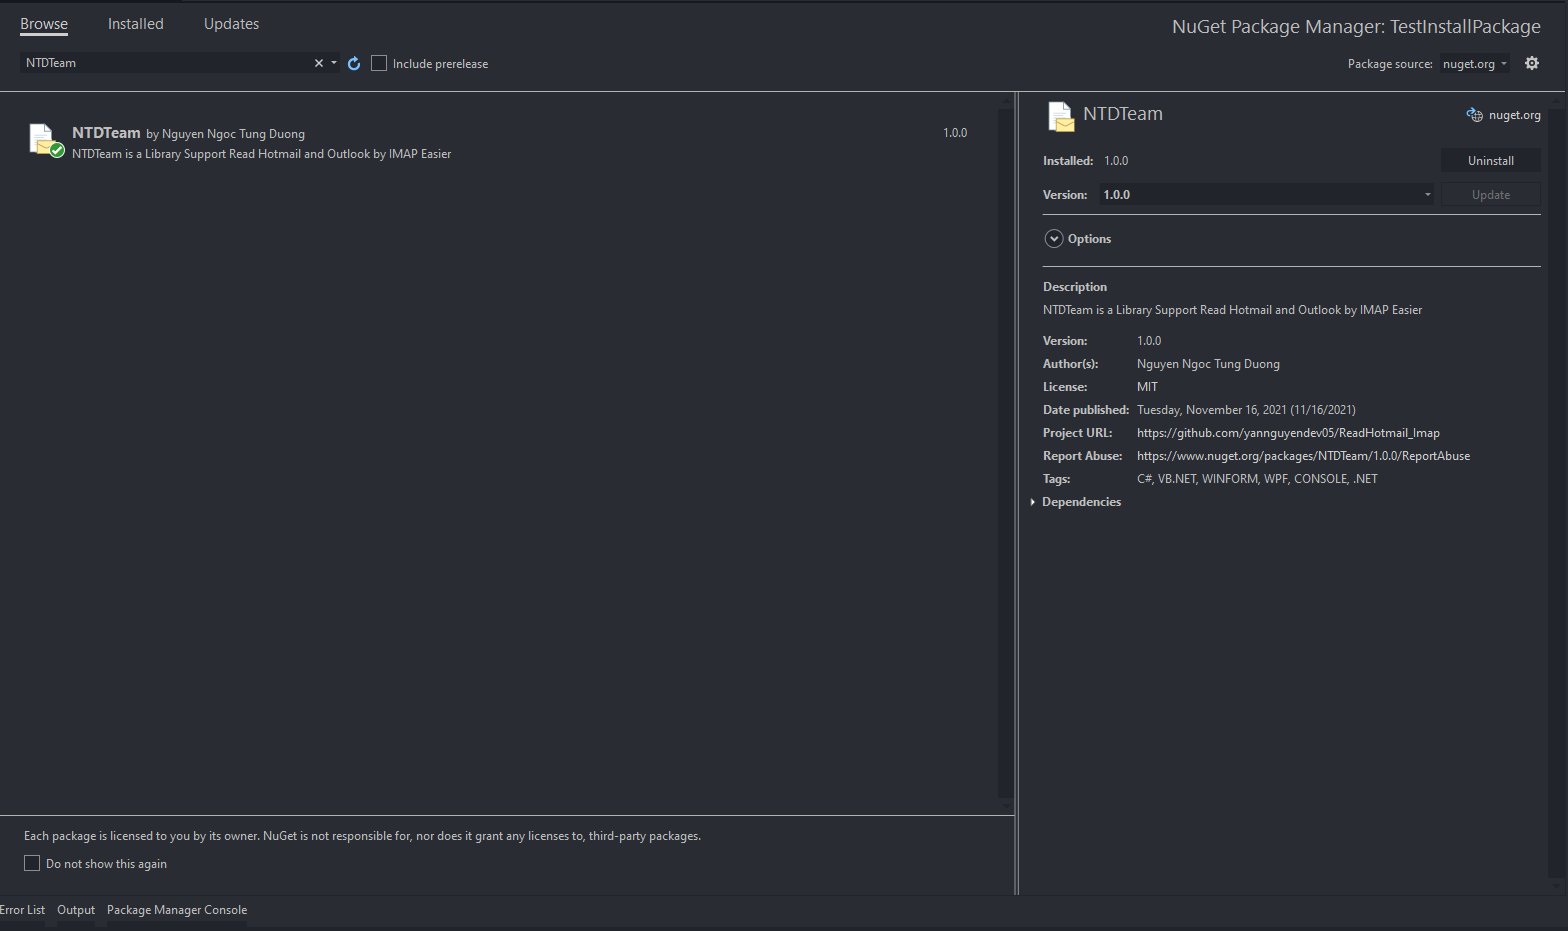 Browse Installed Updates
NuGet Package Manager: TestInstallPackage
NTDTeam
Include prerelease
Package source: nuget.org
NTDTeam by Nguyen Ngoc Tung Duong
1.0.0
NTDTeam is a Library Support Read Hotmail and Outlook by IMAP Easier
NTDTeam
nuget.org
Installed: 1.0.0
Uninstall
Version: 1.0.0
Update
Options
Description
NTDTeam is a Library Support Read Hotmail and Outlook by IMAP Easier
Version: 1.0.0
Author(s): Nguyen Ngoc Tung Duong
License: MIT
Date published: Tuesday, November 16, 2021 (11/16/2021)
Project URL: https://github.com/yannguyendev05/ReadHotmail_Imap
Report Abuse: https://www.nuget.org/packages/NTDTeam/1.0.0/ReportAbuse
Tags: C#, VB.NET, WINFORM, WPF, CONSOLE, .NET
Dependencies
Each package is licensed to you by its owner. NuGet is not responsible for, nor does it grant any licenses to, third-party packages.
Do not show this again
Error List Output Package Manager Console